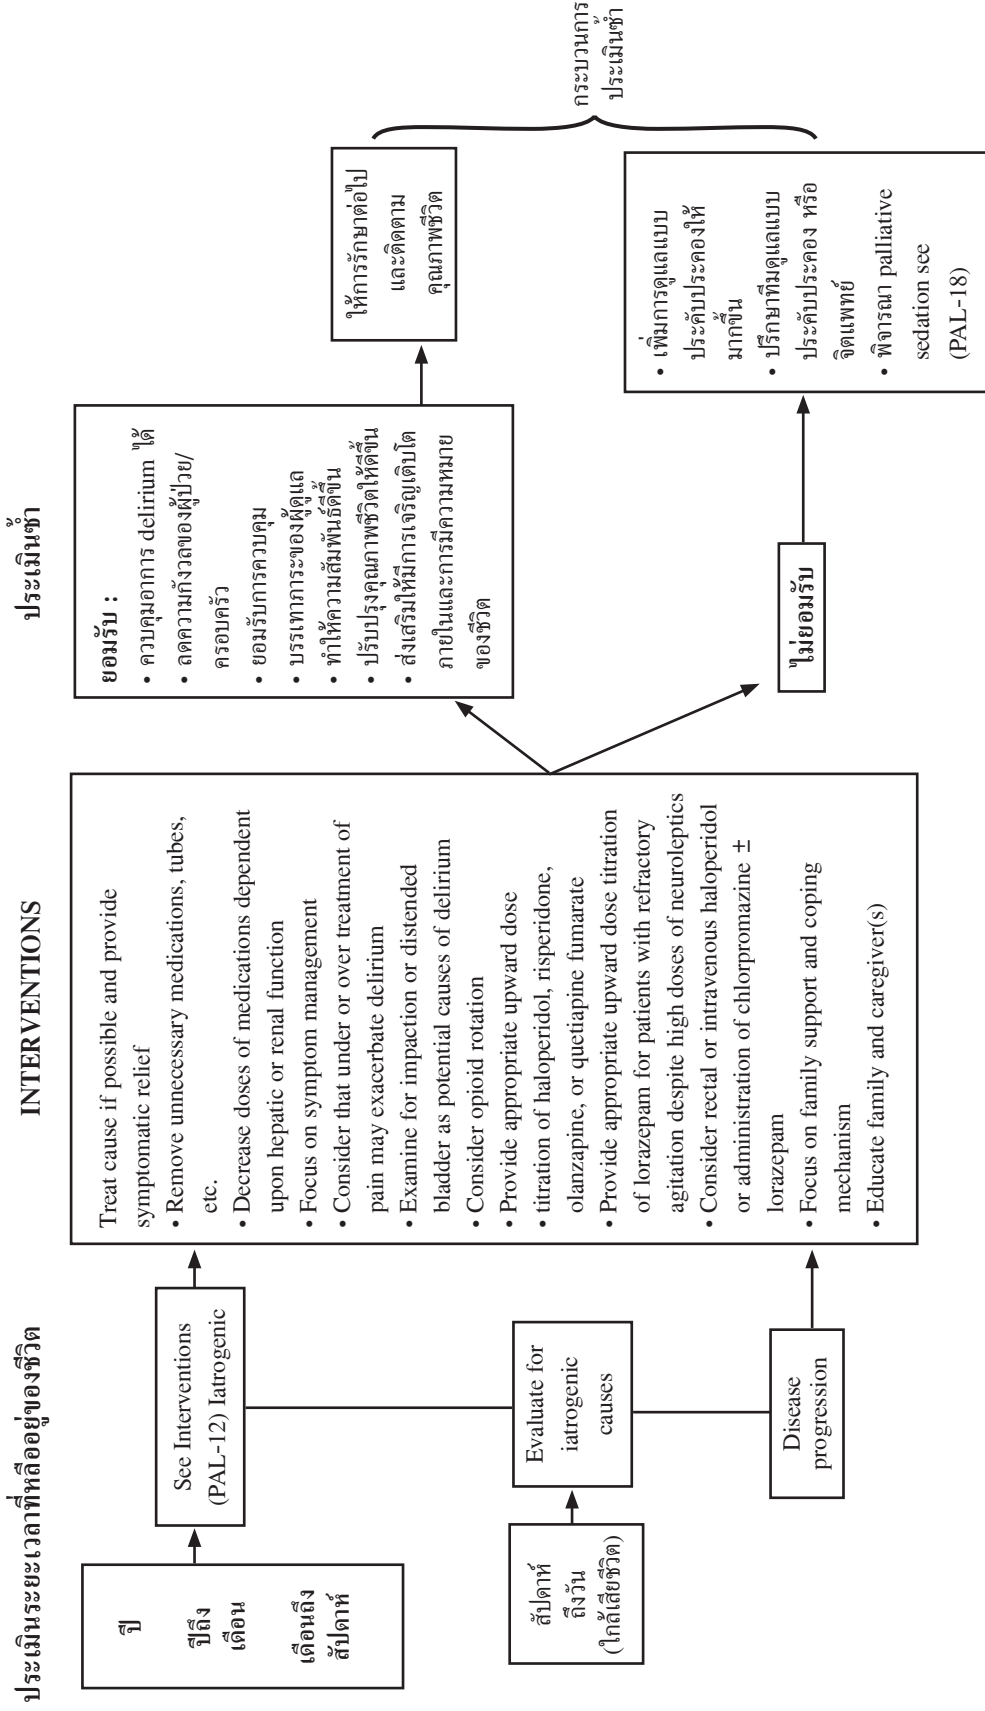 ประเมินระยะเวลาที่หลืออยู่ของชีวิต
INTERVENTIONS
ประเมินซ้ำ
ปี
ปีถึง
เดือน
เดือนถึง
สัปดาห์
See Interventions
(PAL-12) Iatrogenic
สัปดาห์
ถึงวัน
(ใกล้เสียชีวิต)
Evaluate for
iatrogenic
causes
Disease
progression
Treat cause if possible and provide
symptomatic relief
• Remove unnecessary medications, tubes,
etc.
• Decrease doses of medications dependent
upon hepatic or renal function
• Focus on symptom management
• Consider that under or over treatment of
pain may exacerbate delirium
• Examine for impaction or distended
bladder as potential causes of delirium
• Consider opioid rotation
• Provide appropriate upward dose
• titration of haloperidol, risperidone,
olanzapine, or quetiapine fumarate
• Provide appropriate upward dose titration
of lorazepam for patients with refractory
agitation despite high doses of neuroleptics
• Consider rectal or intravenous haloperidol
or administration of chlorpromazine ±
lorazepam
• Focus on family support and coping
mechanism
• Educate family and caregiver(s)
ยอมรับ :
• ควบคุมอาการ delirium ได้
• ลดความกังวลของผู้ป่วย/
ครอบครัว
• ยอมรับการควบคุม
• บรรเทาภาระของผู้ดูแล
• ทำให้ความสัมพันธ์ดีขึ้น
• ปรับปรุงคุณภาพชีวิตให้ดีขึ้น
• ส่งเสริมให้มีการเจริญเติบโต
ภายในและการมีความหมาย
ของชีวิต
ไม่ยอมรับ
ให้การรักษาต่อไป
และติดตาม
คุณภาพชีวิต
• เพิ่มการดูแลแบบ
ประคับประคองให้
มากขึ้น
• ปรึกษาทีมดูแลแบบ
ประคับประคอง หรือ
จิตแพทย์
• พิจารณา palliative
sedation see
(PAL-18)
กระบวนการ
ประเมินซ้ำ